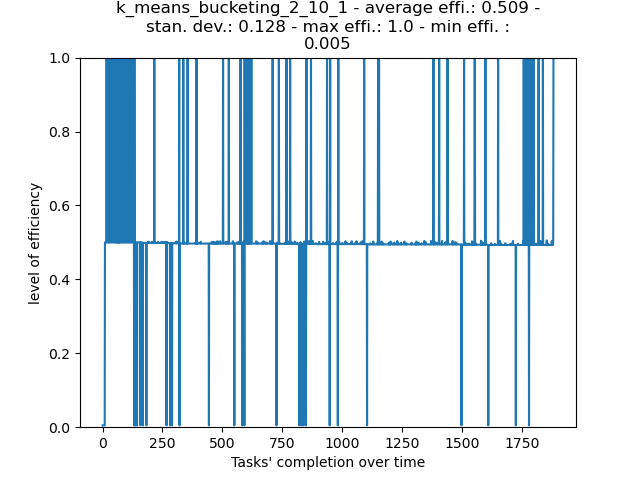 k_means_bucketing_2_10_1 - average effi.: 0.509 -
stan. dev.: 0.128 - max effi.: 1.0 - min effi. :
0.005
1.0
0.8
0.6
0.4
0.2
0.0
level of efficiency
0 250 500 750 1000 1250 1500 1750
Tasks' completion over time